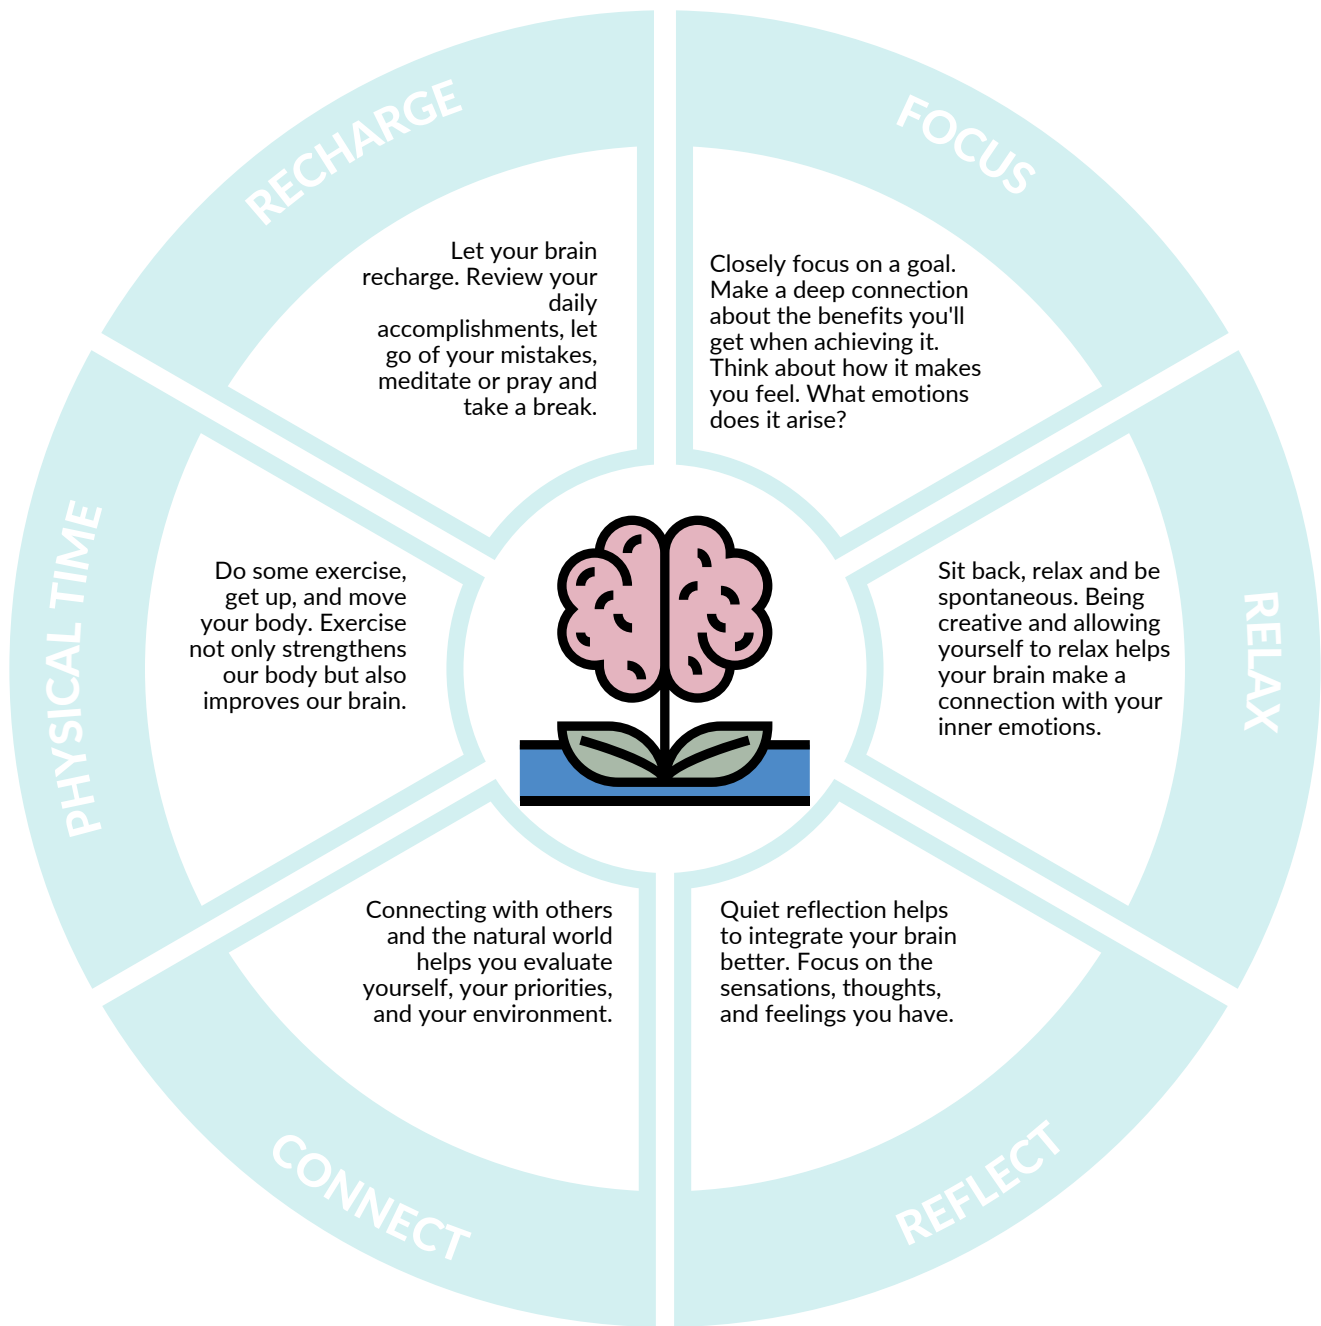 RECHARGE
Let your brain
recharge. Review your
daily
accomplishments, let
go of your mistakes,
meditate or pray and
take a break.
FOCUS
Closely focus on a goal.
Make a deep connection
about the benefits you'll
get when achieving it.
Think about how it makes
you feel. What emotions
does it arise?
PHYSICAL TIME
Do some exercise,
get up, and move
your body. Exercise
not only strengthens
our body but also
improves our brain.
RELAX
Sit back, relax and be
spontaneous. Being
creative and allowing
yourself to relax helps
your brain make a
connection with your
inner emotions.
CONNECT
Connecting with others
and the natural world
helps you evaluate
yourself, your priorities,
and your environment.
REFLECT
Quiet reflection helps
to integrate your brain
better. Focus on the
sensations, thoughts,
and feelings you have.